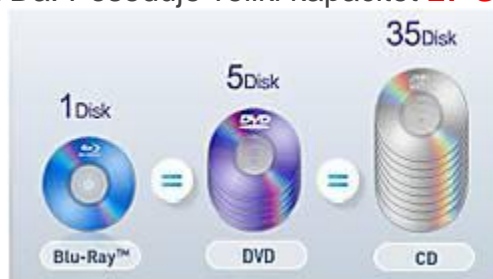 35Disk
5Disk
1Disk
DVD
=
=
Blu-Ray™
DVD
CD